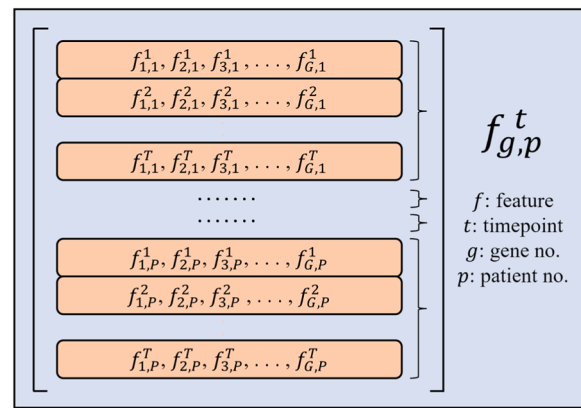 f^1_{1,1}, f^1_{2,1}, f^1_{3,1}, . . . , f^1_{G,1}
f^2_{1,1}, f^2_{2,1}, f^2_{3,1}, . . . , f^2_{G,1}
f^T_{1,1}, f^T_{2,1}, f^T_{3,1}, . . . , f^T_{G,1}
.......
.......
f^1_{1,P}, f^1_{2,P}, f^1_{3,P}, . . . , f^1_{G,P}
f^2_{1,P}, f^2_{2,P}, f^2_{3,P}, . . . , f^2_{G,P}
f^T_{1,P}, f^T_{2,P}, f^T_{3,P}, . . . , f^T_{G,P}
f^t_{g,p}
f: feature
t: timepoint
g: gene no.
p: patient no.